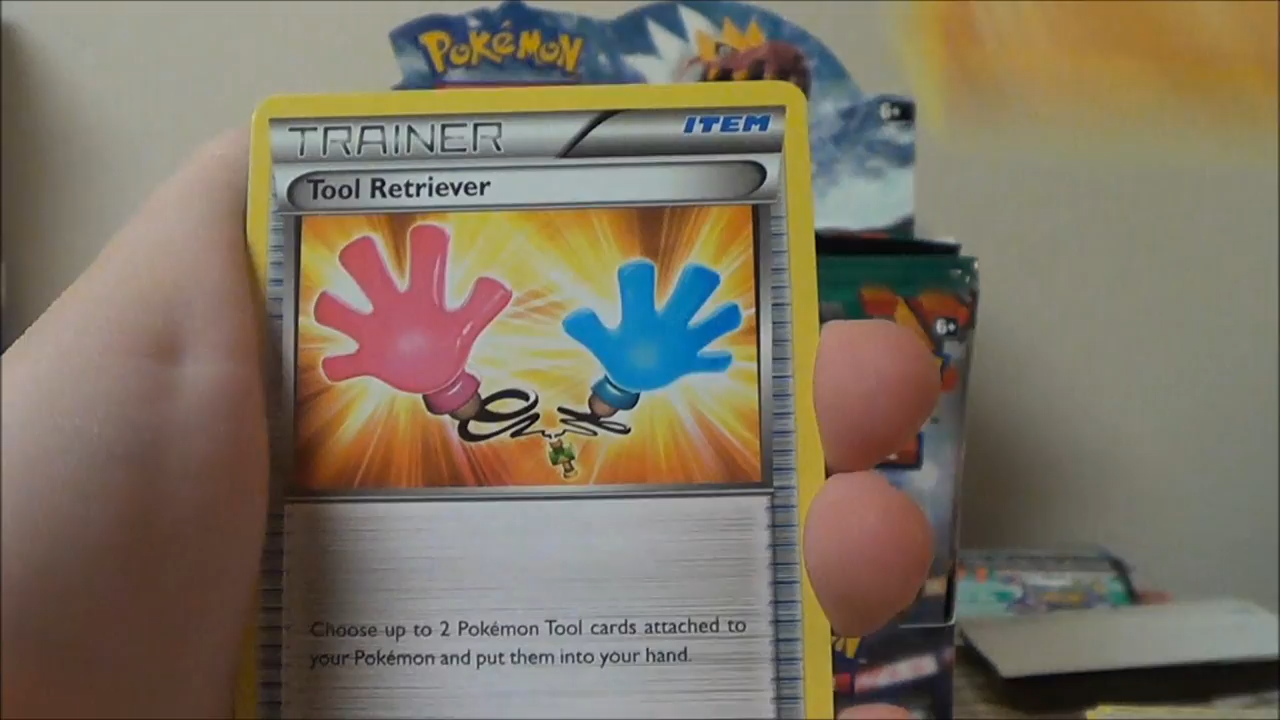 POKéMON
6+
TRAINER
ITEM
Tool Retriever
6+
Choose up to 2 Pokémon Tool cards attached to
your Pokémon and put them into your hand.